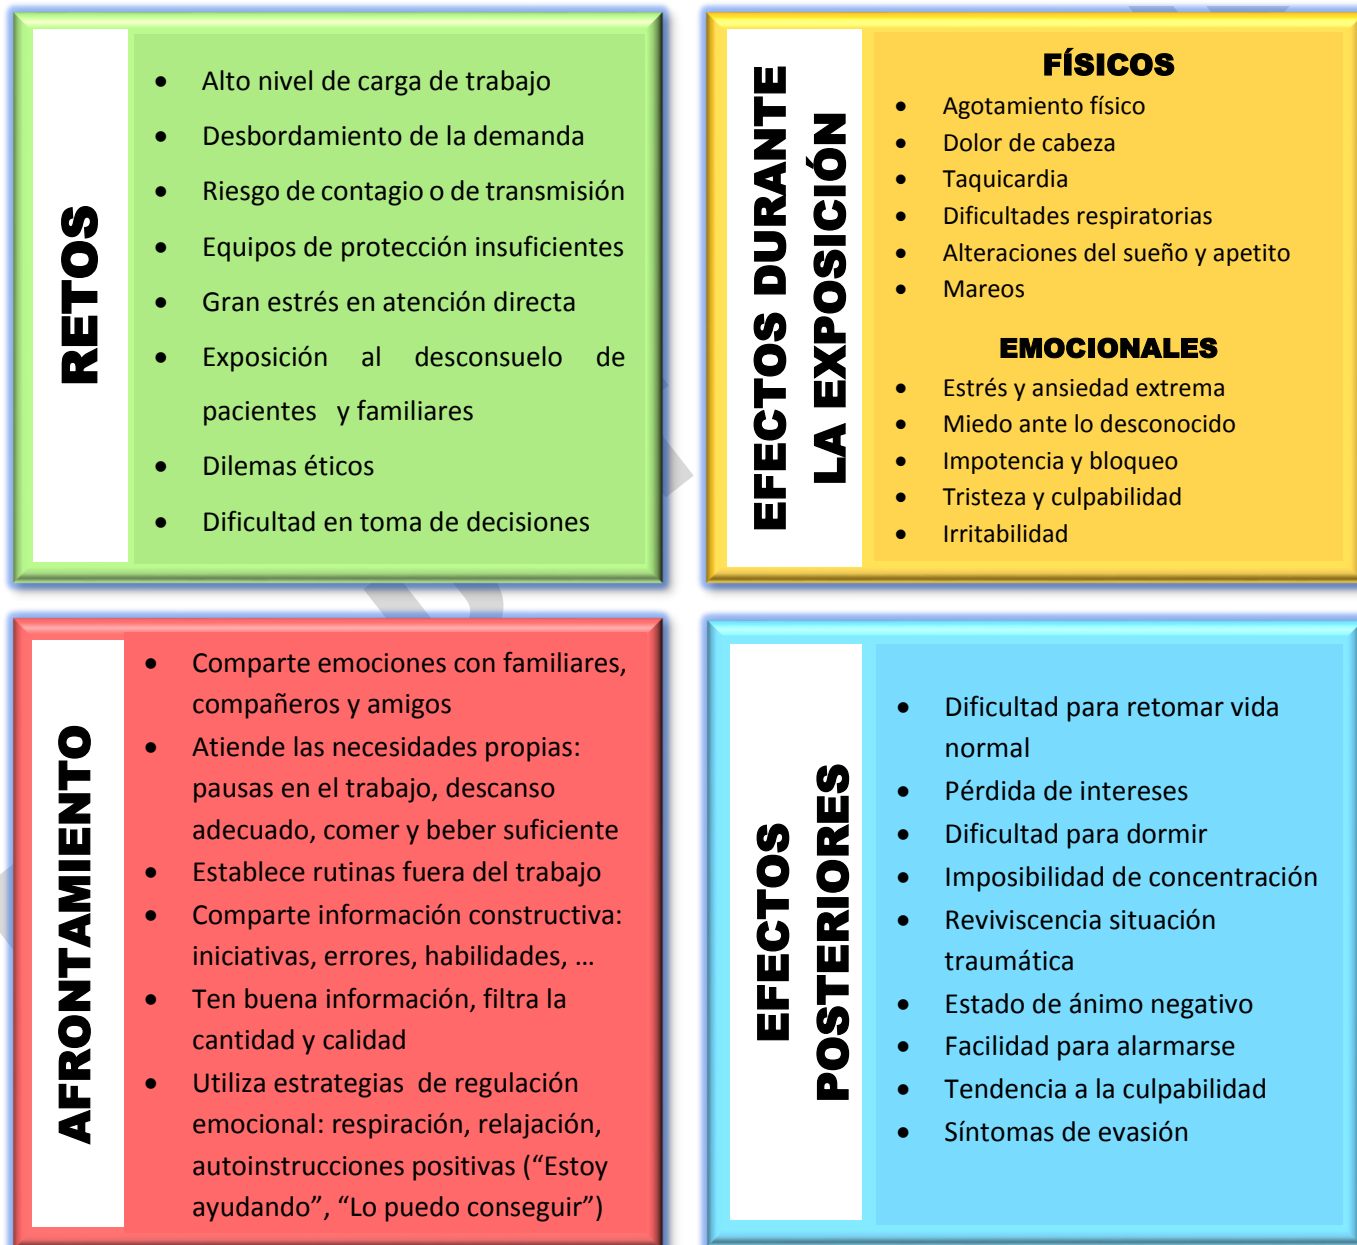 RETOS
Alto nivel de carga de trabajo
Desbordamiento de la demanda
Riesgo de contagio o de transmisión
Equipos de protección insuficientes
Gran estrés en atención directa
Exposición al desconsuelo de
pacientes y familiares
Dilemas éticos
Dificultad en toma de decisiones
EFECTOS DURANTE
LA EXPOSICIÓN
FÍSICOS
Agotamiento físico
Dolor de cabeza
Taquicardia
Dificultades respiratorias
Alteraciones del sueño y apetito
Mareos
EMOCIONALES
Estrés y ansiedad extrema
Miedo ante lo desconocido
Impotencia y bloqueo
Tristeza y culpabilidad
Irritabilidad
AFRONTAMIENTO
Comparte emociones con familiares,
compañeros y amigos
Atiende las necesidades propias:
pausas en el trabajo, descanso
adecuado, comer y beber suficiente
Establece rutinas fuera del trabajo
Comparte información constructiva:
iniciativas, errores, habilidades, ...
Ten buena información, filtra la
cantidad y calidad
Utiliza estrategias de regulación
emocional: respiración, relajación,
autoinstrucciones positivas (“Estoy
ayudando”, “Lo puedo conseguir”)
EFECTOS
POSTERIORES
Dificultad para retomar vida
normal
Pérdida de intereses
Dificultad para dormir
Imposibilidad de concentración
Reviviscencia situación
traumática
Estado de ánimo negativo
Facilidad para alarmarse
Tendencia a la culpabilidad
Síntomas de evasión